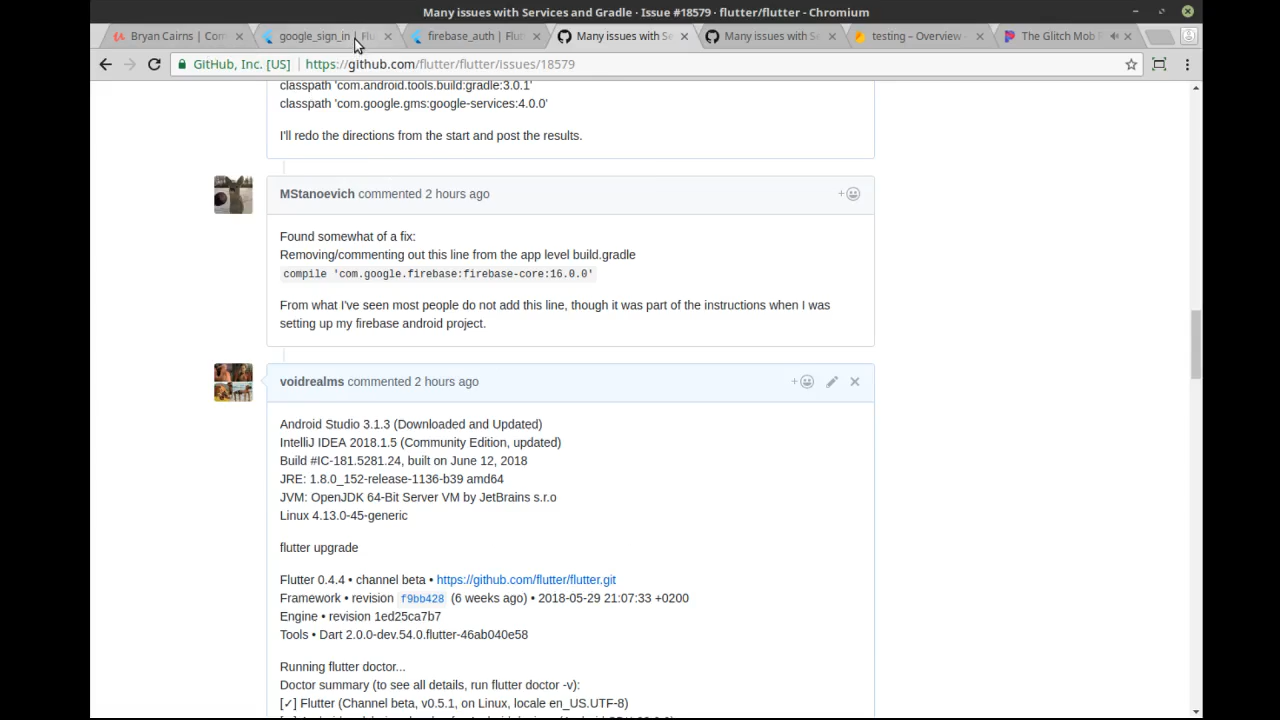 Many issues with Services and Gradle · Issue #18579 · flutter/flutter - Chromium
Bryan Cairns | Con
google_sign_in | Flu
firebase_auth | Flut
Many issues with Se
Many issues with Se
testing – Overview –
The Glitch Mob R
GitHub, Inc. [US]
https://github.com/flutter/flutter/issues/18579
classpath 'com.android.tools.build:gradle:3.0.1'
classpath 'com.google.gms:google-services:4.0.0'
I'll redo the directions from the start and post the results.
MStanoevich commented 2 hours ago
Found somewhat of a fix:
Removing/commenting out this line from the app level build.gradle
compile 'com.google.firebase:firebase-core:16.0.0'
From what I've seen most people do not add this line, though it was part of the instructions when I was
setting up my firebase android project.
voidrealms commented 2 hours ago
Android Studio 3.1.3 (Downloaded and Updated)
IntelliJ IDEA 2018.1.5 (Community Edition, updated)
Build #IC-181.5281.24, built on June 12, 2018
JRE: 1.8.0_152-release-1136-b39 amd64
JVM: OpenJDK 64-Bit Server VM by JetBrains s.r.o
Linux 4.13.0-45-generic
flutter upgrade
Flutter 0.4.4 • channel beta • https://github.com/flutter/flutter.git
Framework • revision f9bb428 (6 weeks ago) • 2018-05-29 21:07:33 +0200
Engine • revision 1ed25ca7b7
Tools • Dart 2.0.0-dev.54.0.flutter-46ab040e58
Running flutter doctor...
Doctor summary (to see all details, run flutter doctor -v):
[✓] Flutter (Channel beta, v0.5.1, on Linux, locale en_US.UTF-8)